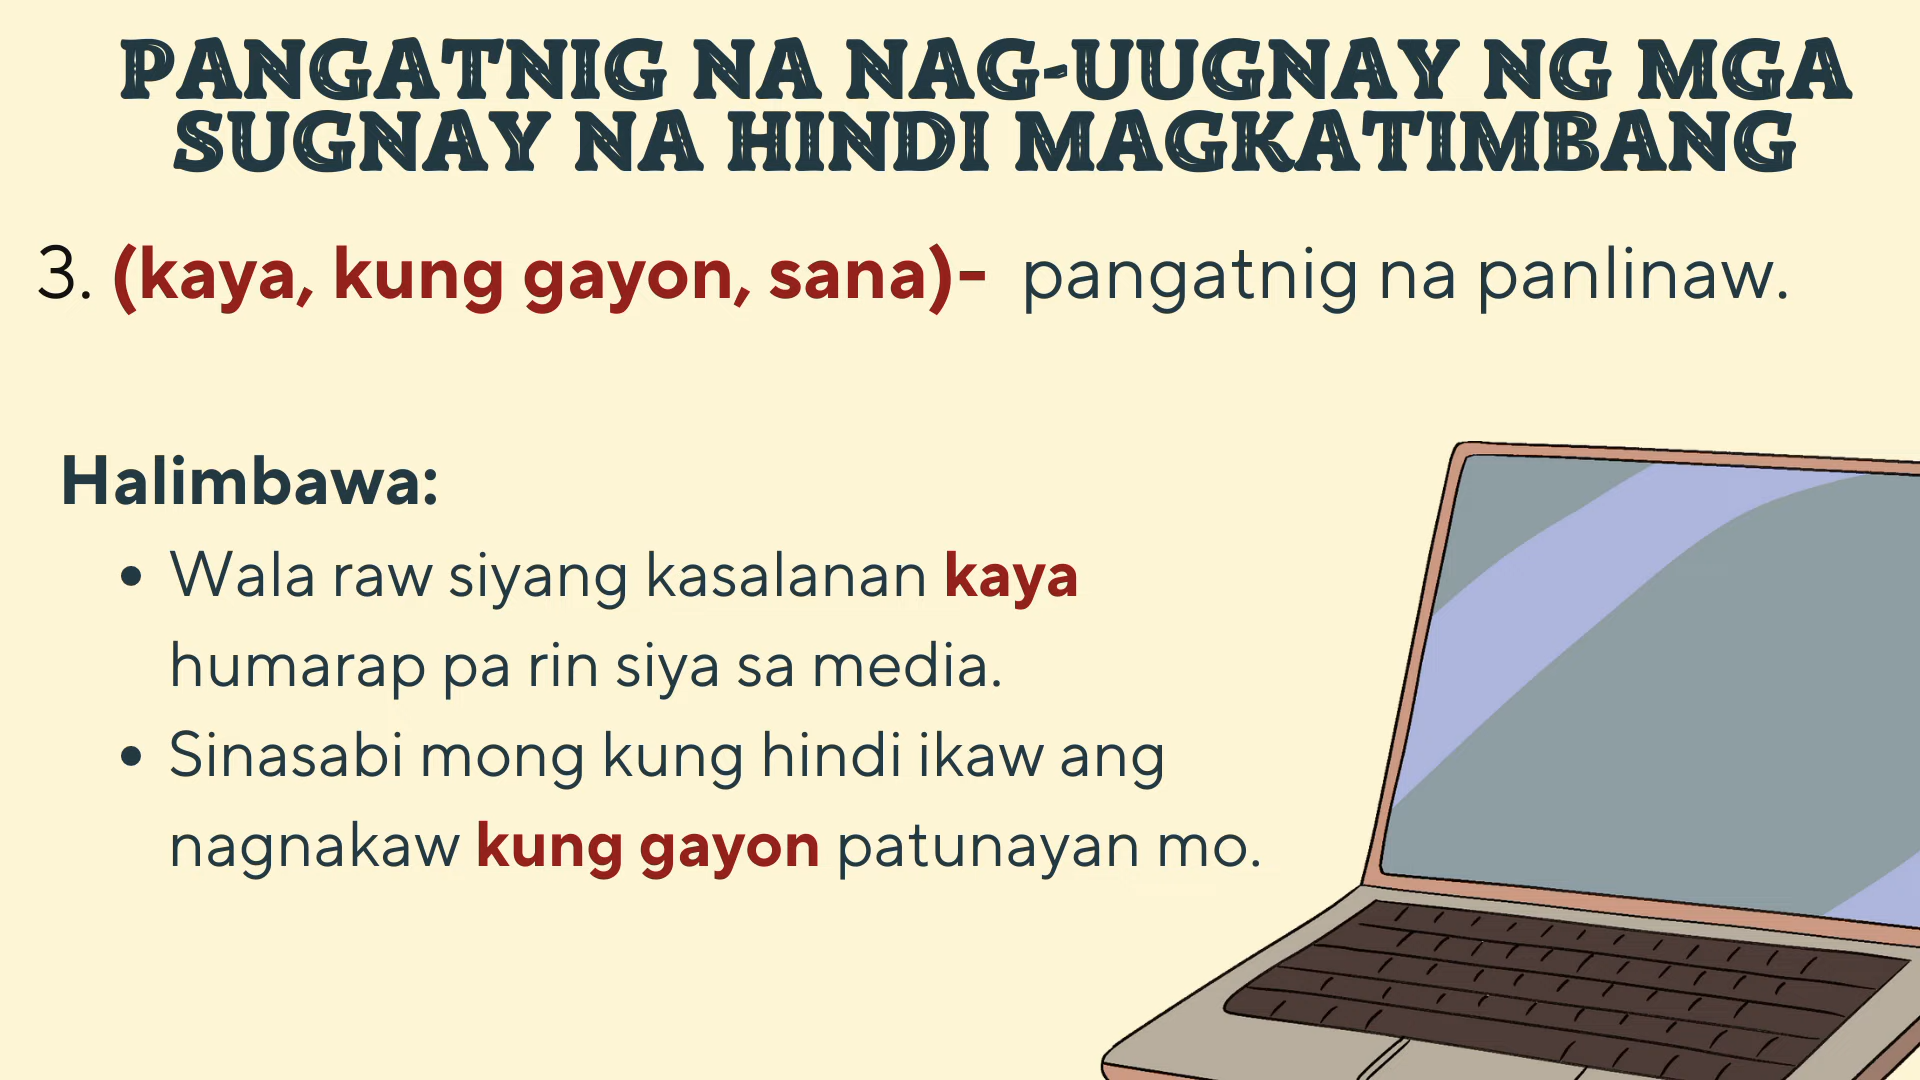 PANGATNIG NA NAG-UUGNAY NG MGA
SUGNAY NA HINDI MAGKATIMBANG
3. (kaya, kung gayon, sana)- pangatnig na panlinaw.
Halimbawa:
• Wala raw siyang kasalanan kaya
humarap pa rin siya sa media.
• Sinasabi mong kung hindi ikaw ang
nagnakaw kung gayon patunayan mo.